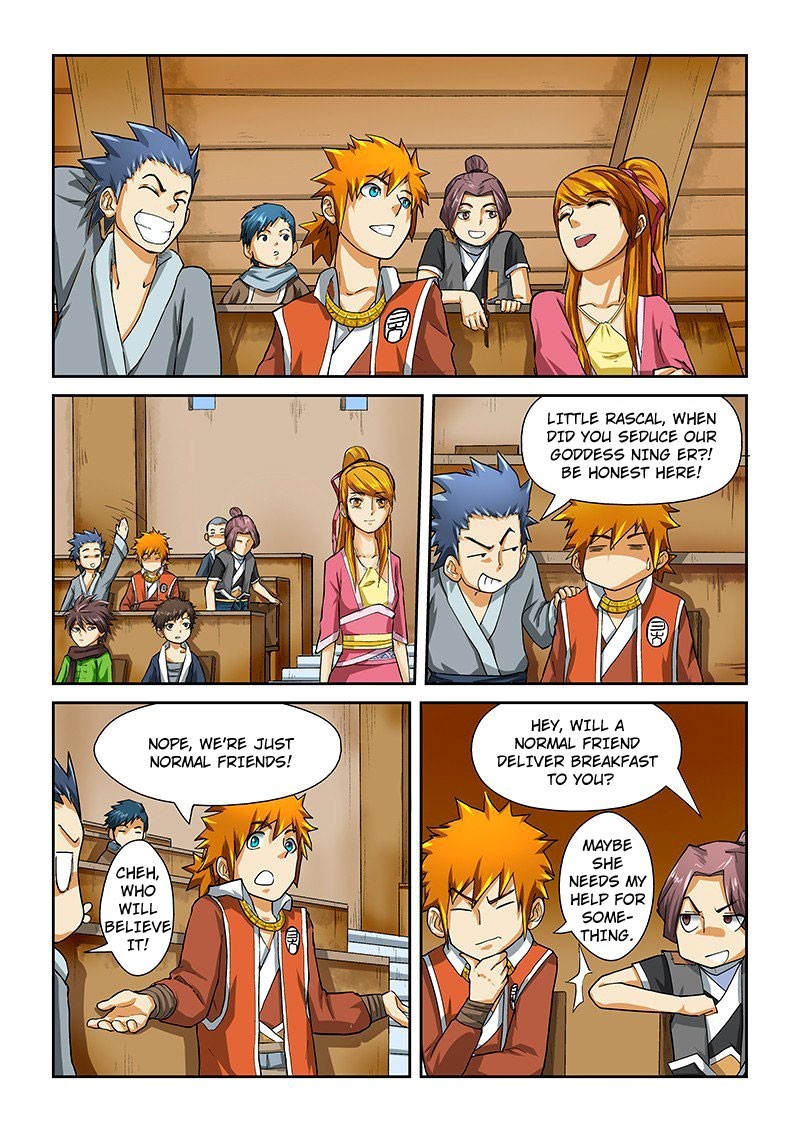 LITTLE RASCAL, WHEN
DID YOU SEDUCE OUR
GODDESS NING ER?!
BE HONEST HERE!
NOPE, WE'RE JUST
NORMAL FRIENDS!
CHEH,
WHO
WILL
BELIEVE
IT!
HEY, WILL A
NORMAL FRIEND
DELIVER BREAKFAST
TO YOU?
MAYBE
SHE
NEEDS MY
HELP FOR
SOME-
THING.